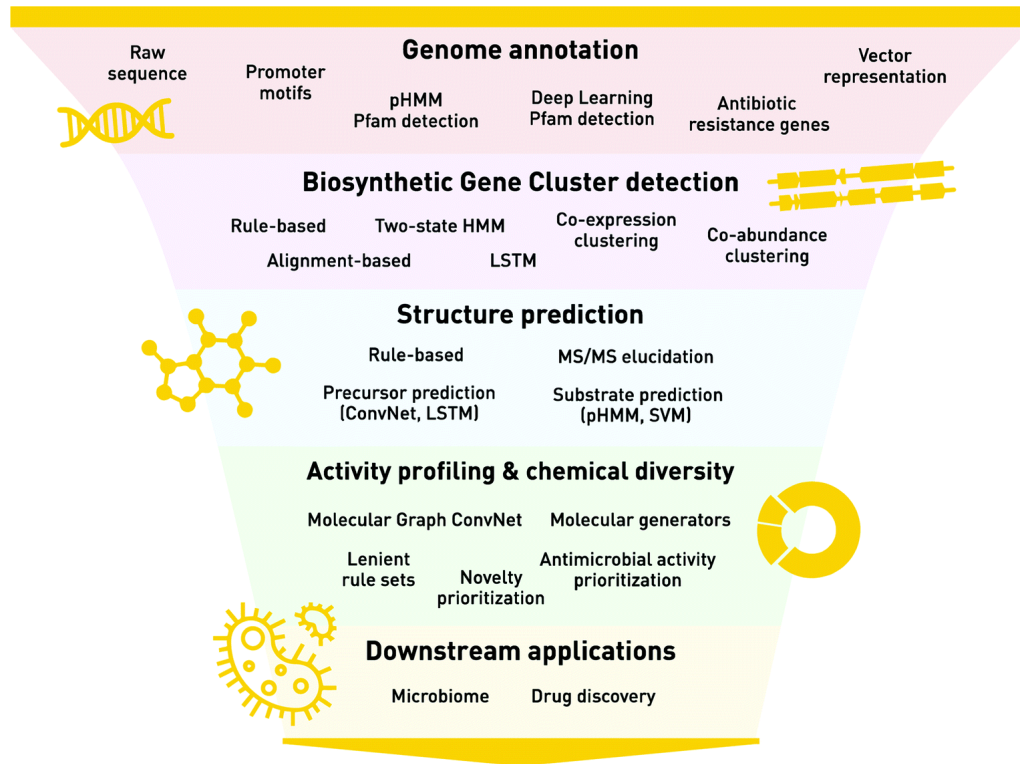 Genome annotation
Raw
sequence
Promoter
motifs
pHMM
Pfam detection
Deep Learning
Pfam detection
Antibiotic
resistance genes
Vector
representation
Biosynthetic Gene Cluster detection
Rule-based
Two-state HMM
Co-expression
clustering
Co-abundance
clustering
Alignment-based
LSTM
Structure prediction
Rule-based
MS/MS elucidation
Precursor prediction
(ConvNet, LSTM)
Substrate prediction
(pHMM, SVM)
Activity profiling & chemical diversity
Molecular Graph ConvNet
Molecular generators
Lenient
rule sets
Novelty
prioritization
Antimicrobial activity
prioritization
Downstream applications
Microbiome
Drug discovery